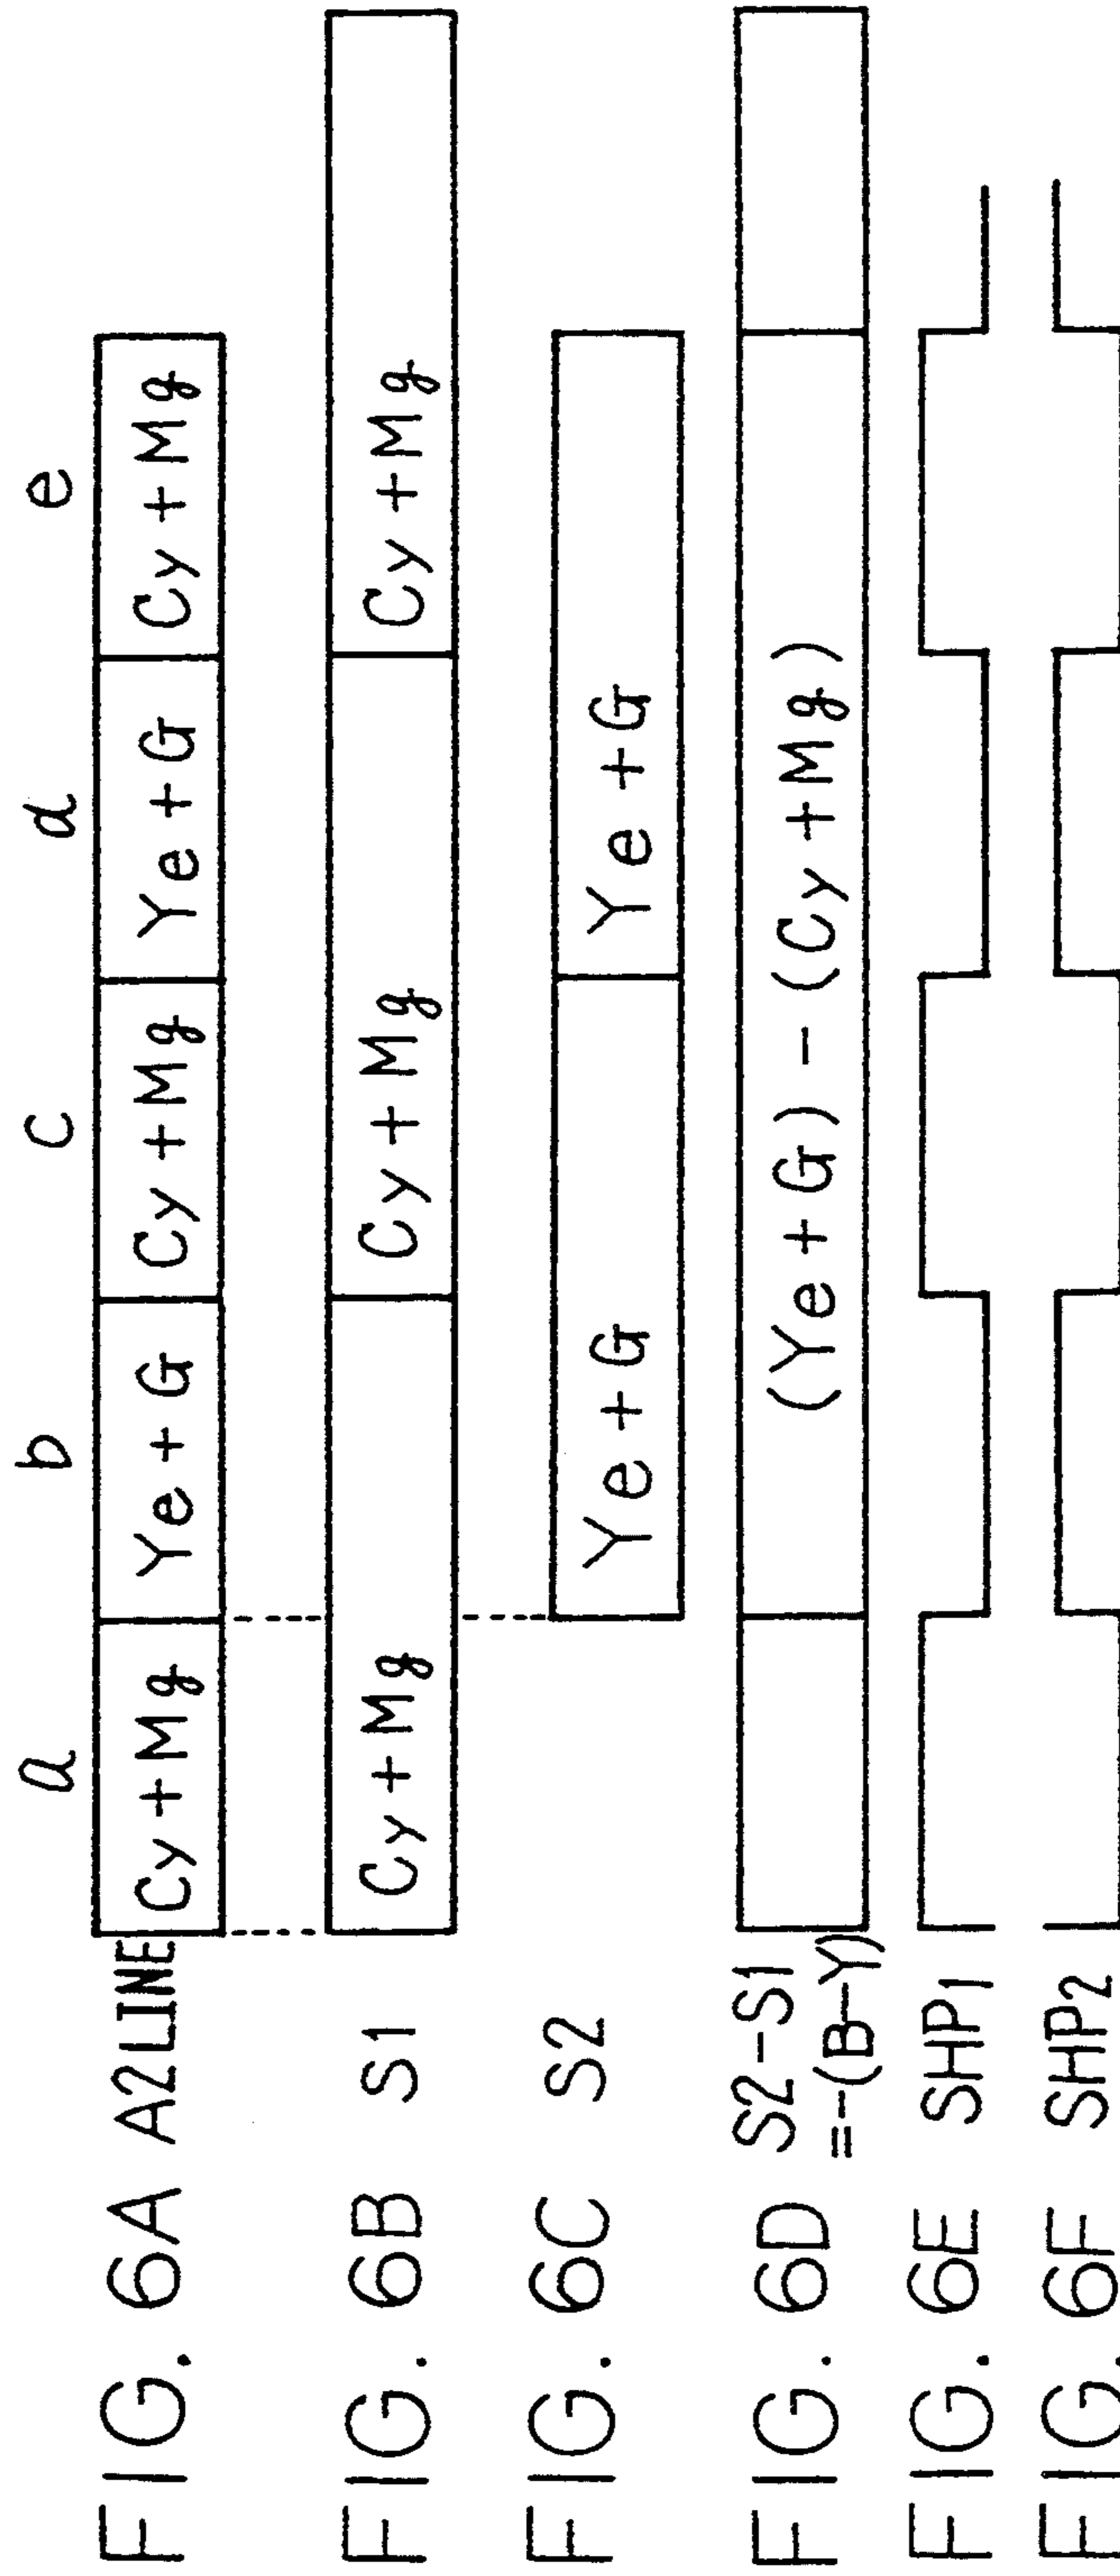 a b c d e
FIG. 6A A2LINE Cy+Mg Ye+G Cy+Mg Ye+G Cy+Mg
FIG. 6B S1 Cy+Mg Cy+Mg Cy+Mg
FIG. 6C S2 Ye+G Ye+G
FIG. 6D S2-S1 (Ye+G)-(Cy+Mg)
=-(B-Y)
FIG. 6E SHP1
FIG. 6F SHP2